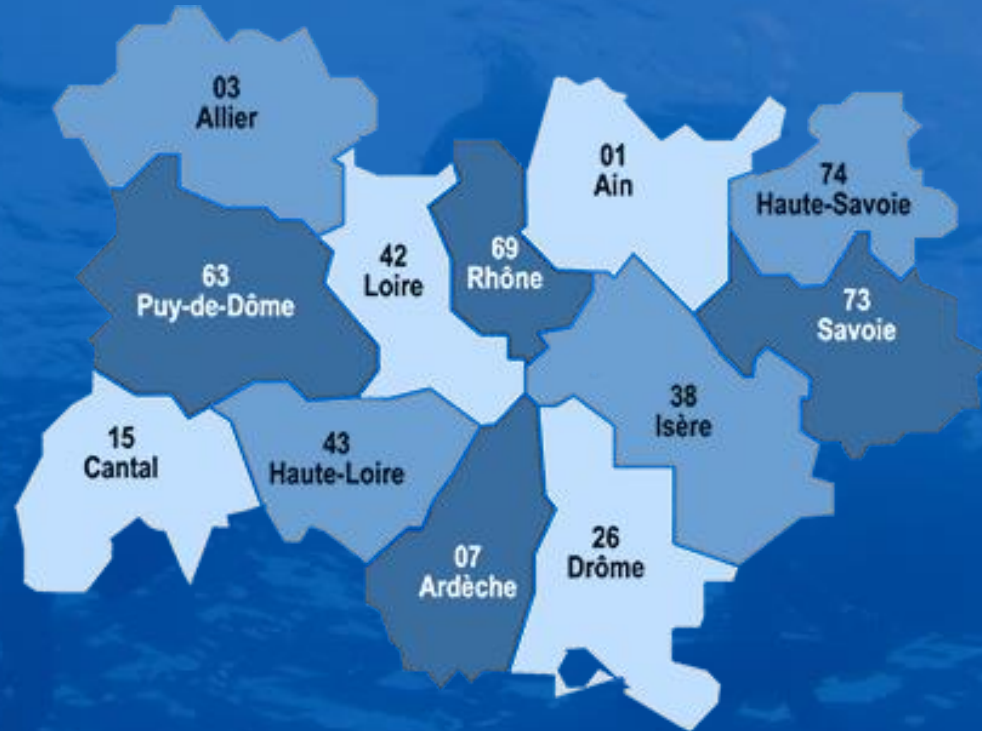 03
Allier
01
Ain
74
Haute-Savoie
42
Loire
69
Rhône
63
Puy-de-Dôme
73
Savoie
38
Isère
15
Cantal
43
Haute-Loire
07
Ardèche
26
Drôme